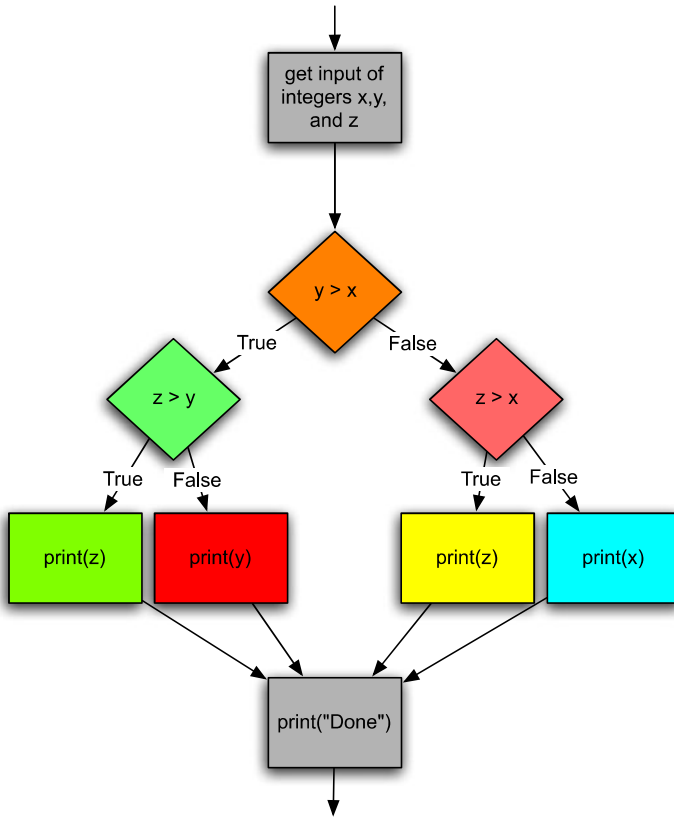 get input of
integers x,y,
and z
y > x
True
False
z > y
z > x
True
False
True
False
print(z)
print(y)
print(z)
print(x)
print("Done")